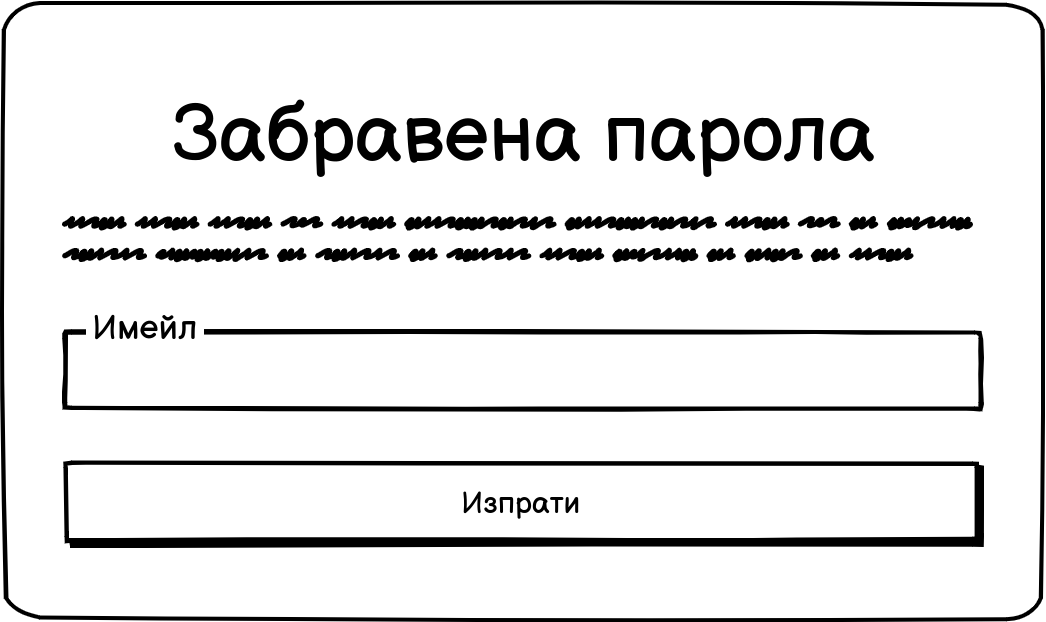 Забравена парола
Имейл
Изпрати